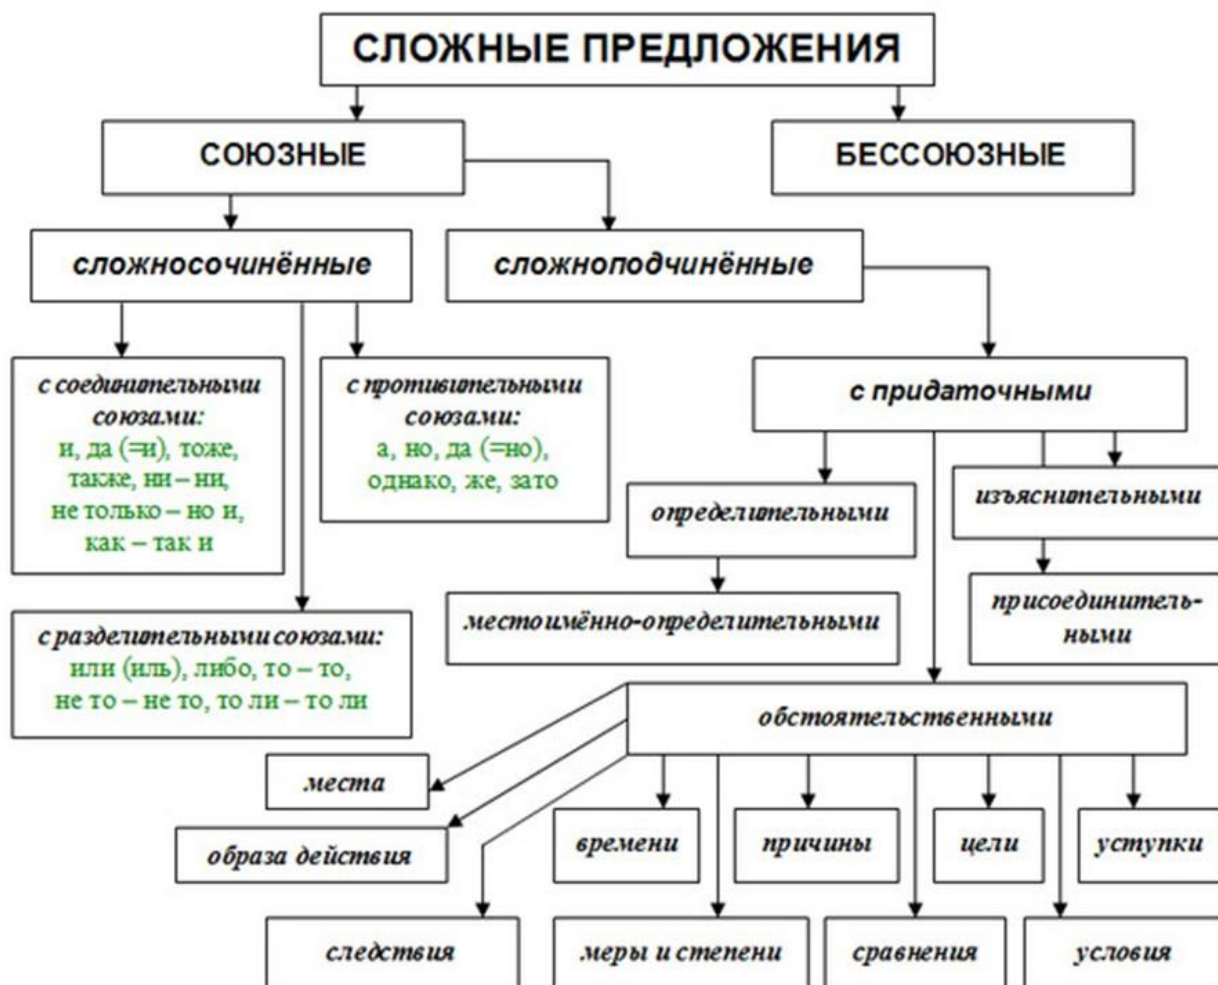 СЛОЖНЫЕ ПРЕДЛОЖЕНИЯ
СОЮЗНЫЕ
БЕССОЮЗНЫЕ
сложносочинённые
сложноподчинённые
с соединительными
союзами:
и, да (=и), тоже,
также, ни – ни,
не только – но и,
как – так и
с противительными
союзами:
а, но, да (=но),
однако, же, зато
с придаточными
определительными
изъяснительными
местоимённо-определительными
присоединитель-
ными
с разделительными союзами:
или (иль), либо, то – то,
не то – не то, то ли – то ли
обстоятельственными
места
образа действия
времени
причины
цели
уступки
следствия
меры и степени
сравнения
условия